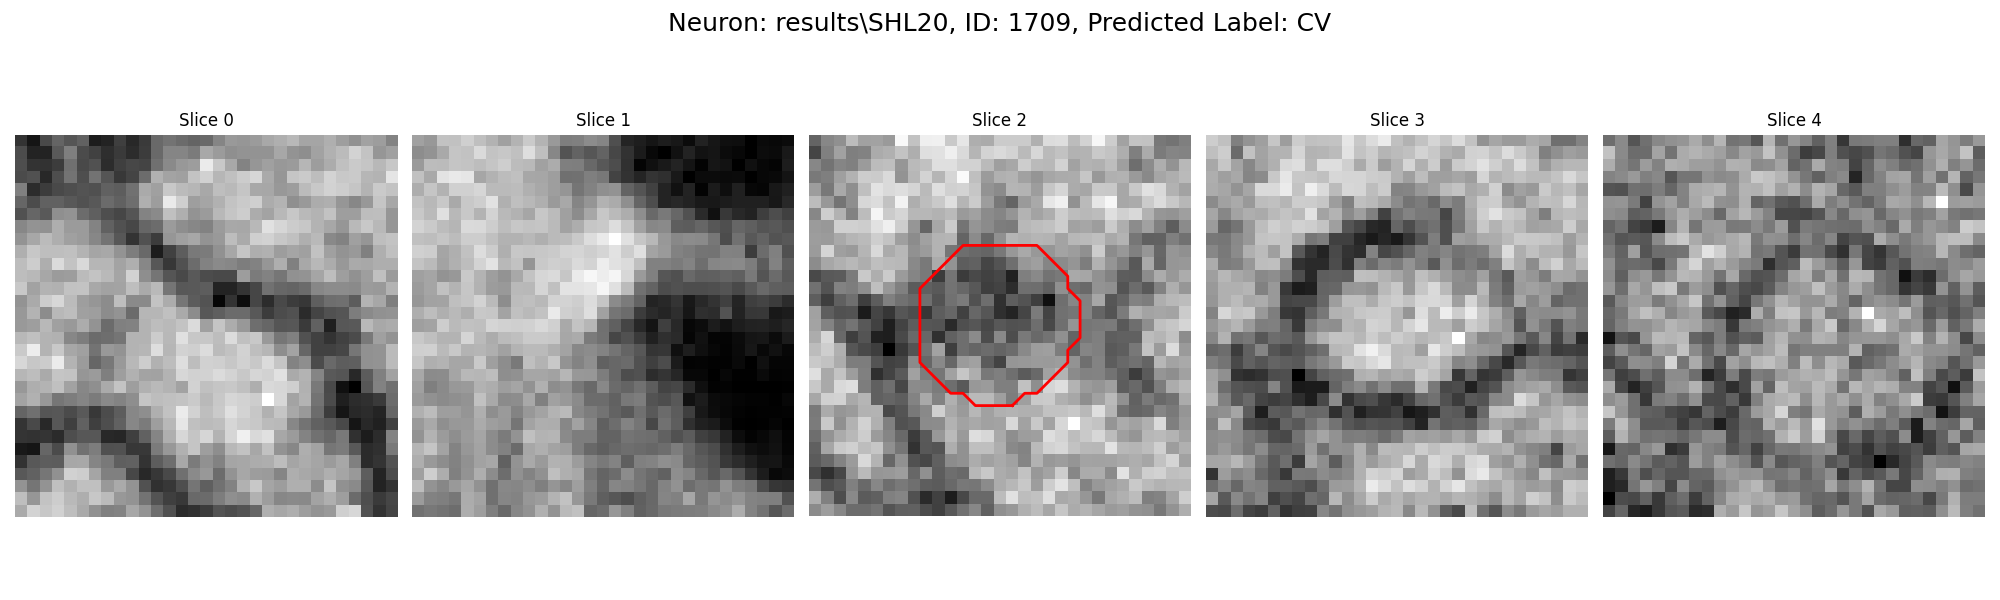 Neuron: results\SHL20, ID: 1709, Predicted Label: CV
Slice 0
Slice 1
Slice 2
Slice 3
Slice 4